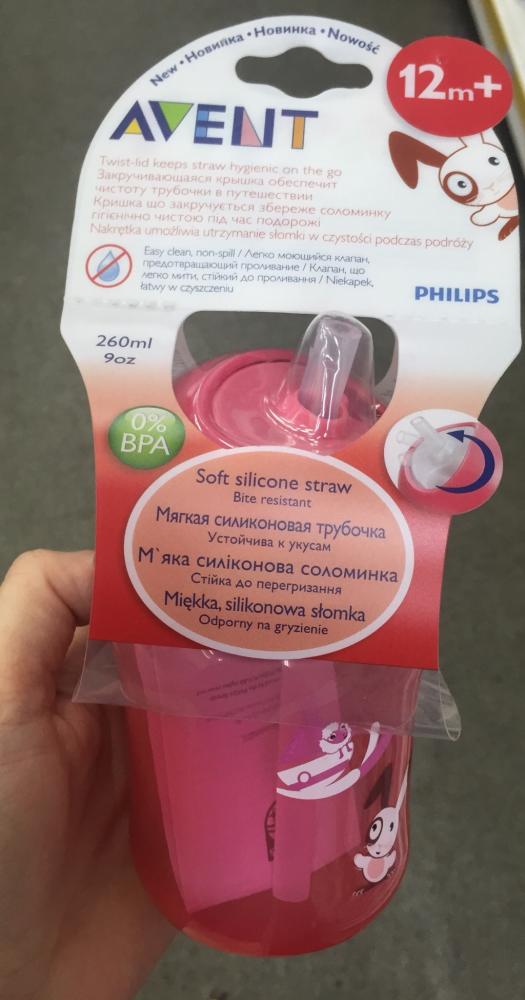 New • Новинка • Новинка • Nowość
12m+
AVENT
Twist-lid keeps straw hygienic on the go
Закручивающаяся крышка обеспечит
чистоту трубочки в путешествии
Кришка що закручується збереже соломинку
гігієнічно чистою під час подорожі
Nakrętka umożliwia utrzymanie słomki w czystości podczas podróży
Easy clean, non-spill / Легко моющийся клапан,
предотвращающий проливание / Клапан, що
легко мити, стійкий до проливання / Niekapek,
łatwy w czyszczeniu
PHILIPS
260ml
9oz
0%
BPA
Soft silicone straw
Bite resistant
Мягкая силиконовая трубочка
Устойчива к укусам
М`яка силіконова соломинка
Стійка до перегризання
Miękka, silikonowa słomka
Odporny na gryzienie